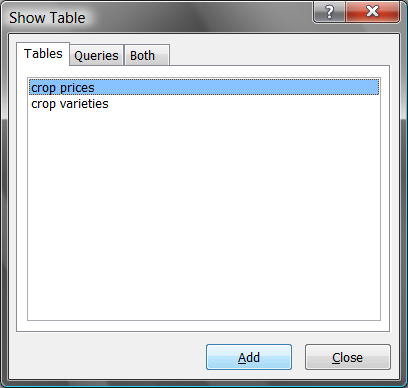 Show Table
?
Tables Queries Both
crop prices
crop varieties
Add Close